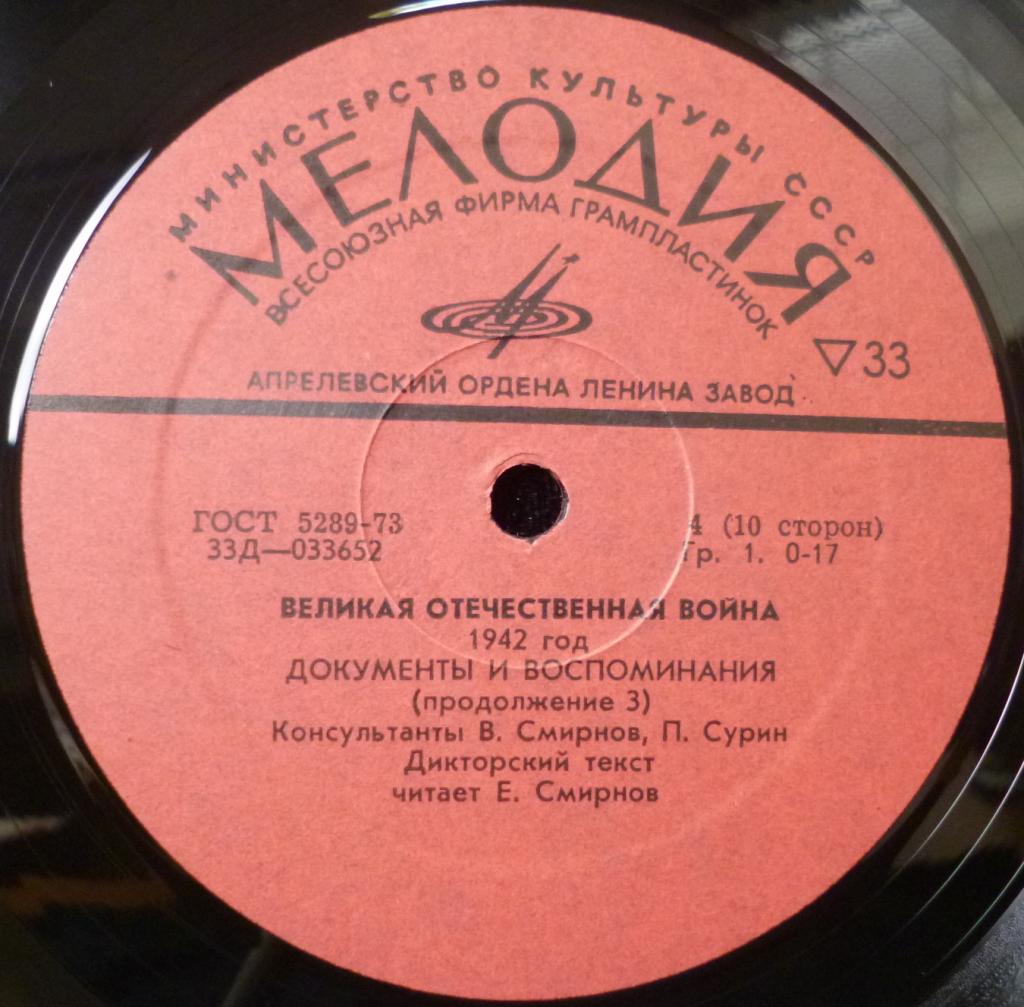 МИНИСТЕРСТВО КУЛЬТУРЫ СССР
МЕЛОДИЯ
ВСЕСОЮЗНАЯ ФИРМА ГРАМПЛАСТИНОК
▽33
АПРЕЛЕВСКИЙ ОРДЕНА ЛЕНИНА ЗАВОД
ГОСТ 5289-73
33Д—033652
4 (10 сторон)
Гр. 1. 0-17
ВЕЛИКАЯ ОТЕЧЕСТВЕННАЯ ВОЙНА
1942 год
ДОКУМЕНТЫ И ВОСПОМИНАНИЯ
(продолжение 3)
Консультанты В. Смирнов, П. Сурин
Дикторский текст
читает Е. Смирнов